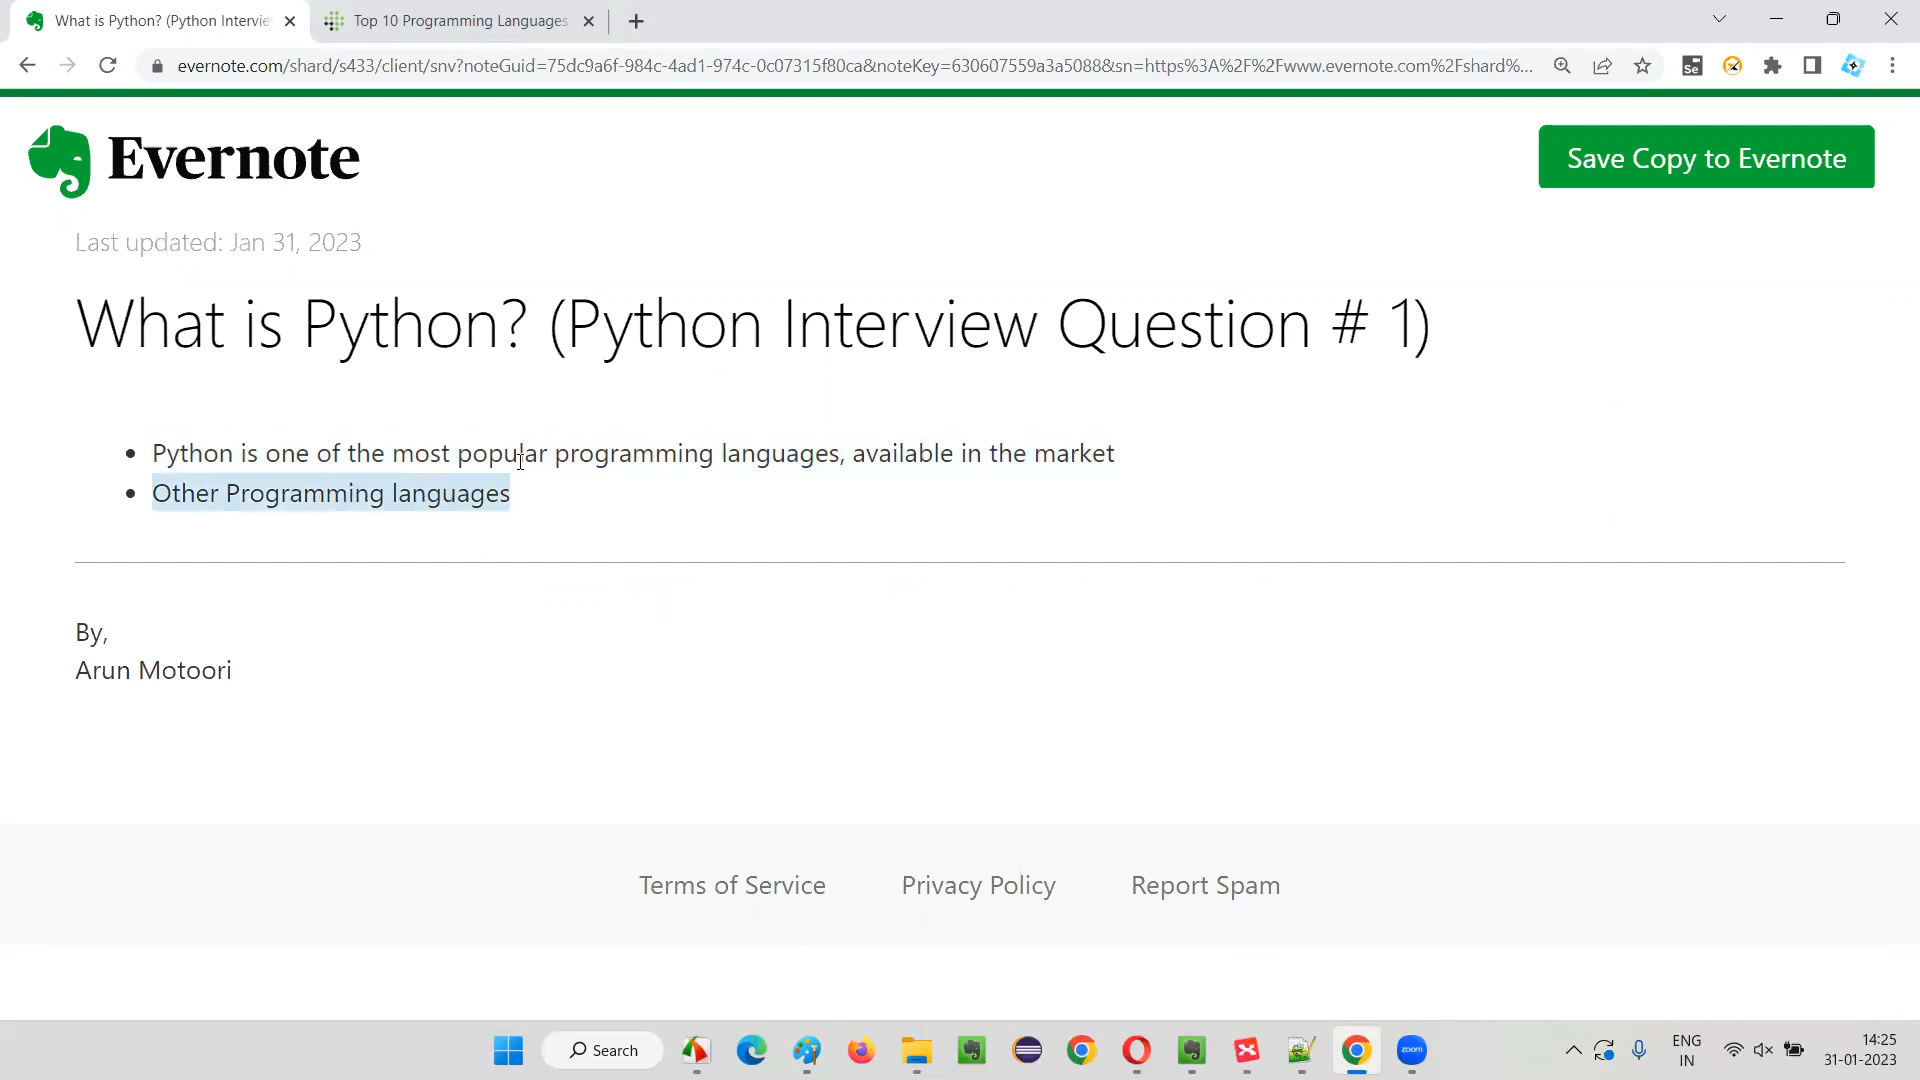 What is Python? (Python Intervie
Top 10 Programming Languages
evernote.com/shard/s433/client/snv?noteGuid=75dc9a6f-984c-4ad1-974c-0c07315f80ca&noteKey=630607559a3a5088&sn=https%3A%2F%2Fwww.evernote.com%2Fshard%...
Se
Evernote
Save Copy to Evernote
Last updated: Jan 31, 2023
What is Python? (Python Interview Question # 1)
• Python is one of the most popular programming languages, available in the market
• Other Programming languages
By,
Arun Motoori
Terms of Service
Privacy Policy
Report Spam
Search
zoom
ENG
IN
14:25
31-01-2023